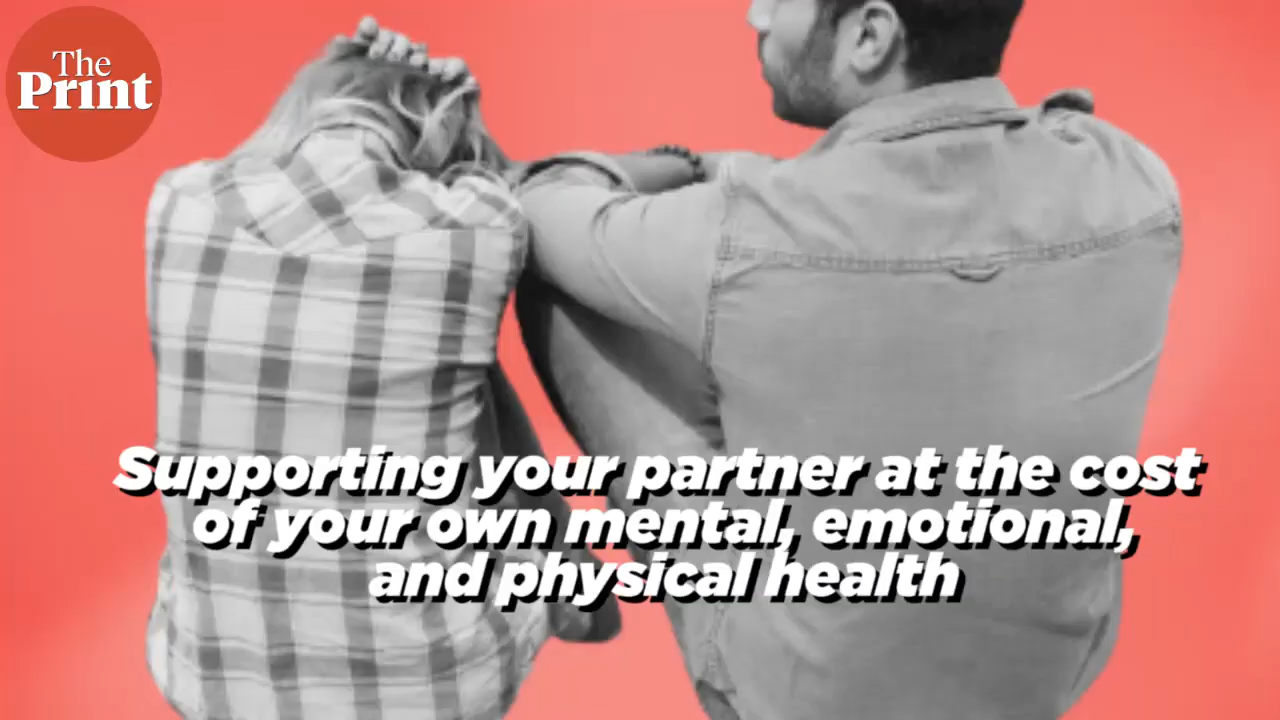 The
Print
Supporting your partner at the cost
of your own mental, emotional,
and physical health